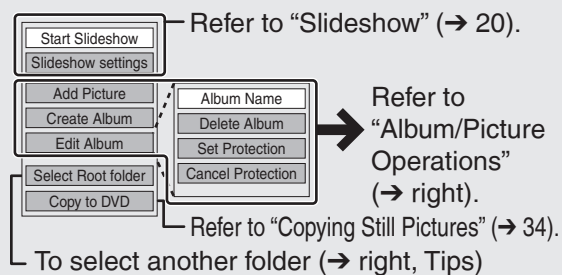 Start Slideshow
Slideshow settings
Refer to “Slideshow” (➔ 20).
Add Picture
Create Album
Edit Album
Album Name
Delete Album
Set Protection
Cancel Protection
Refer to
“Album/Picture
Operations”
(➔ right).
Select Root folder
Copy to DVD
Refer to “Copying Still Pictures” (➔ 34).
To select another folder (➔ right, Tips)